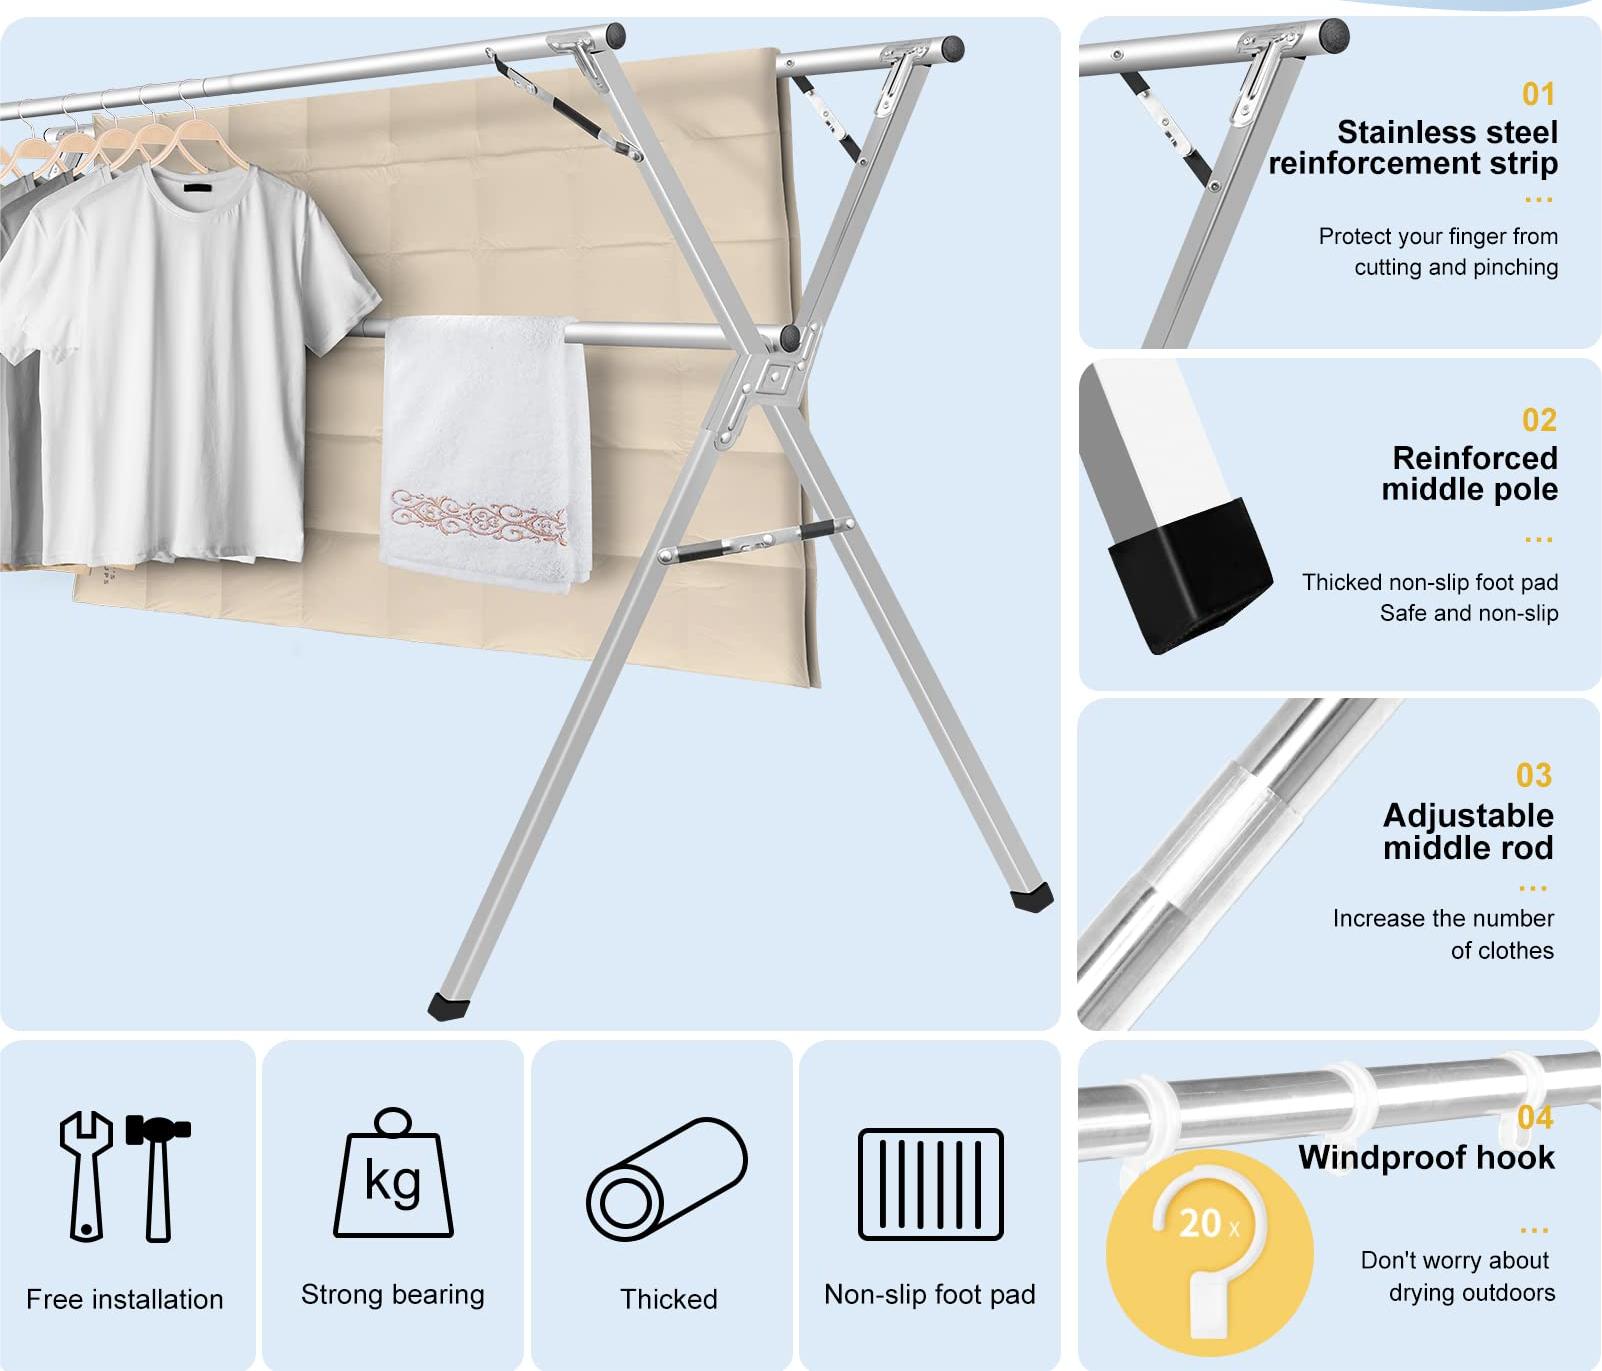 01
Stainless steel
reinforcement strip
...
Protect your finger from
cutting and pinching
02
Reinforced
middle pole
...
Thicked non-slip foot pad
Safe and non-slip
03
Adjustable
middle rod
...
Increase the number
of clothes
04
Windproof hook
...
20 x
Don't worry about
drying outdoors
kg
Free installation
Strong bearing
Thicked
Non-slip foot pad